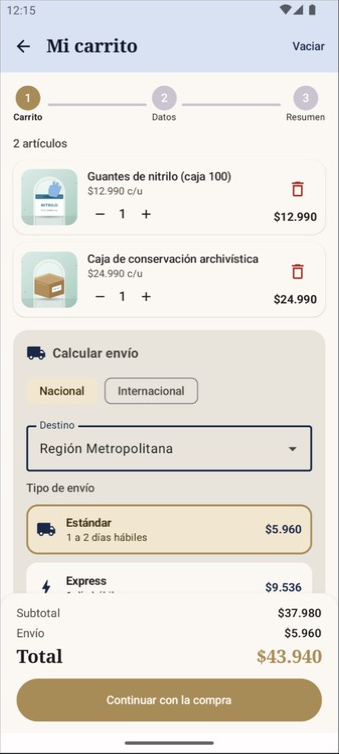 12:15
Mi carrito
Vaciar
1
2
3
Carrito
Datos
Resumen
2 artículos
Guantes de nitrilo (caja 100)
$12.990 c/u
NITRILO
1
$12.990
Caja de conservación archivística
$24.990 c/u
1
$24.990
Calcular envío
Nacional
Internacional
Destino
Región Metropolitana
Tipo de envío
Estándar
1 a 2 días hábiles
$5.960
Express
$9.536
Subtotal
$37.980
Envío
$5.960
Total
$43.940
Continuar con la compra